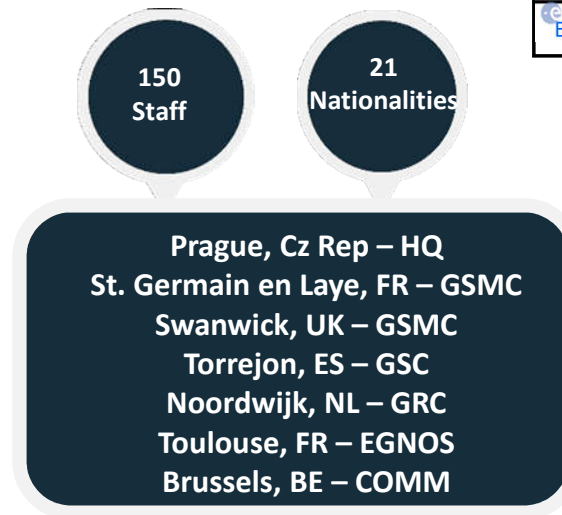 150
Staff
21
Nationalities
Prague, Cz Rep – HQ
St. Germain en Laye, FR – GSMC
Swanwick, UK – GSMC
Torrejon, ES – GSC
Noordwijk, NL – GRC
Toulouse, FR – EGNOS
Brussels, BE – COMM